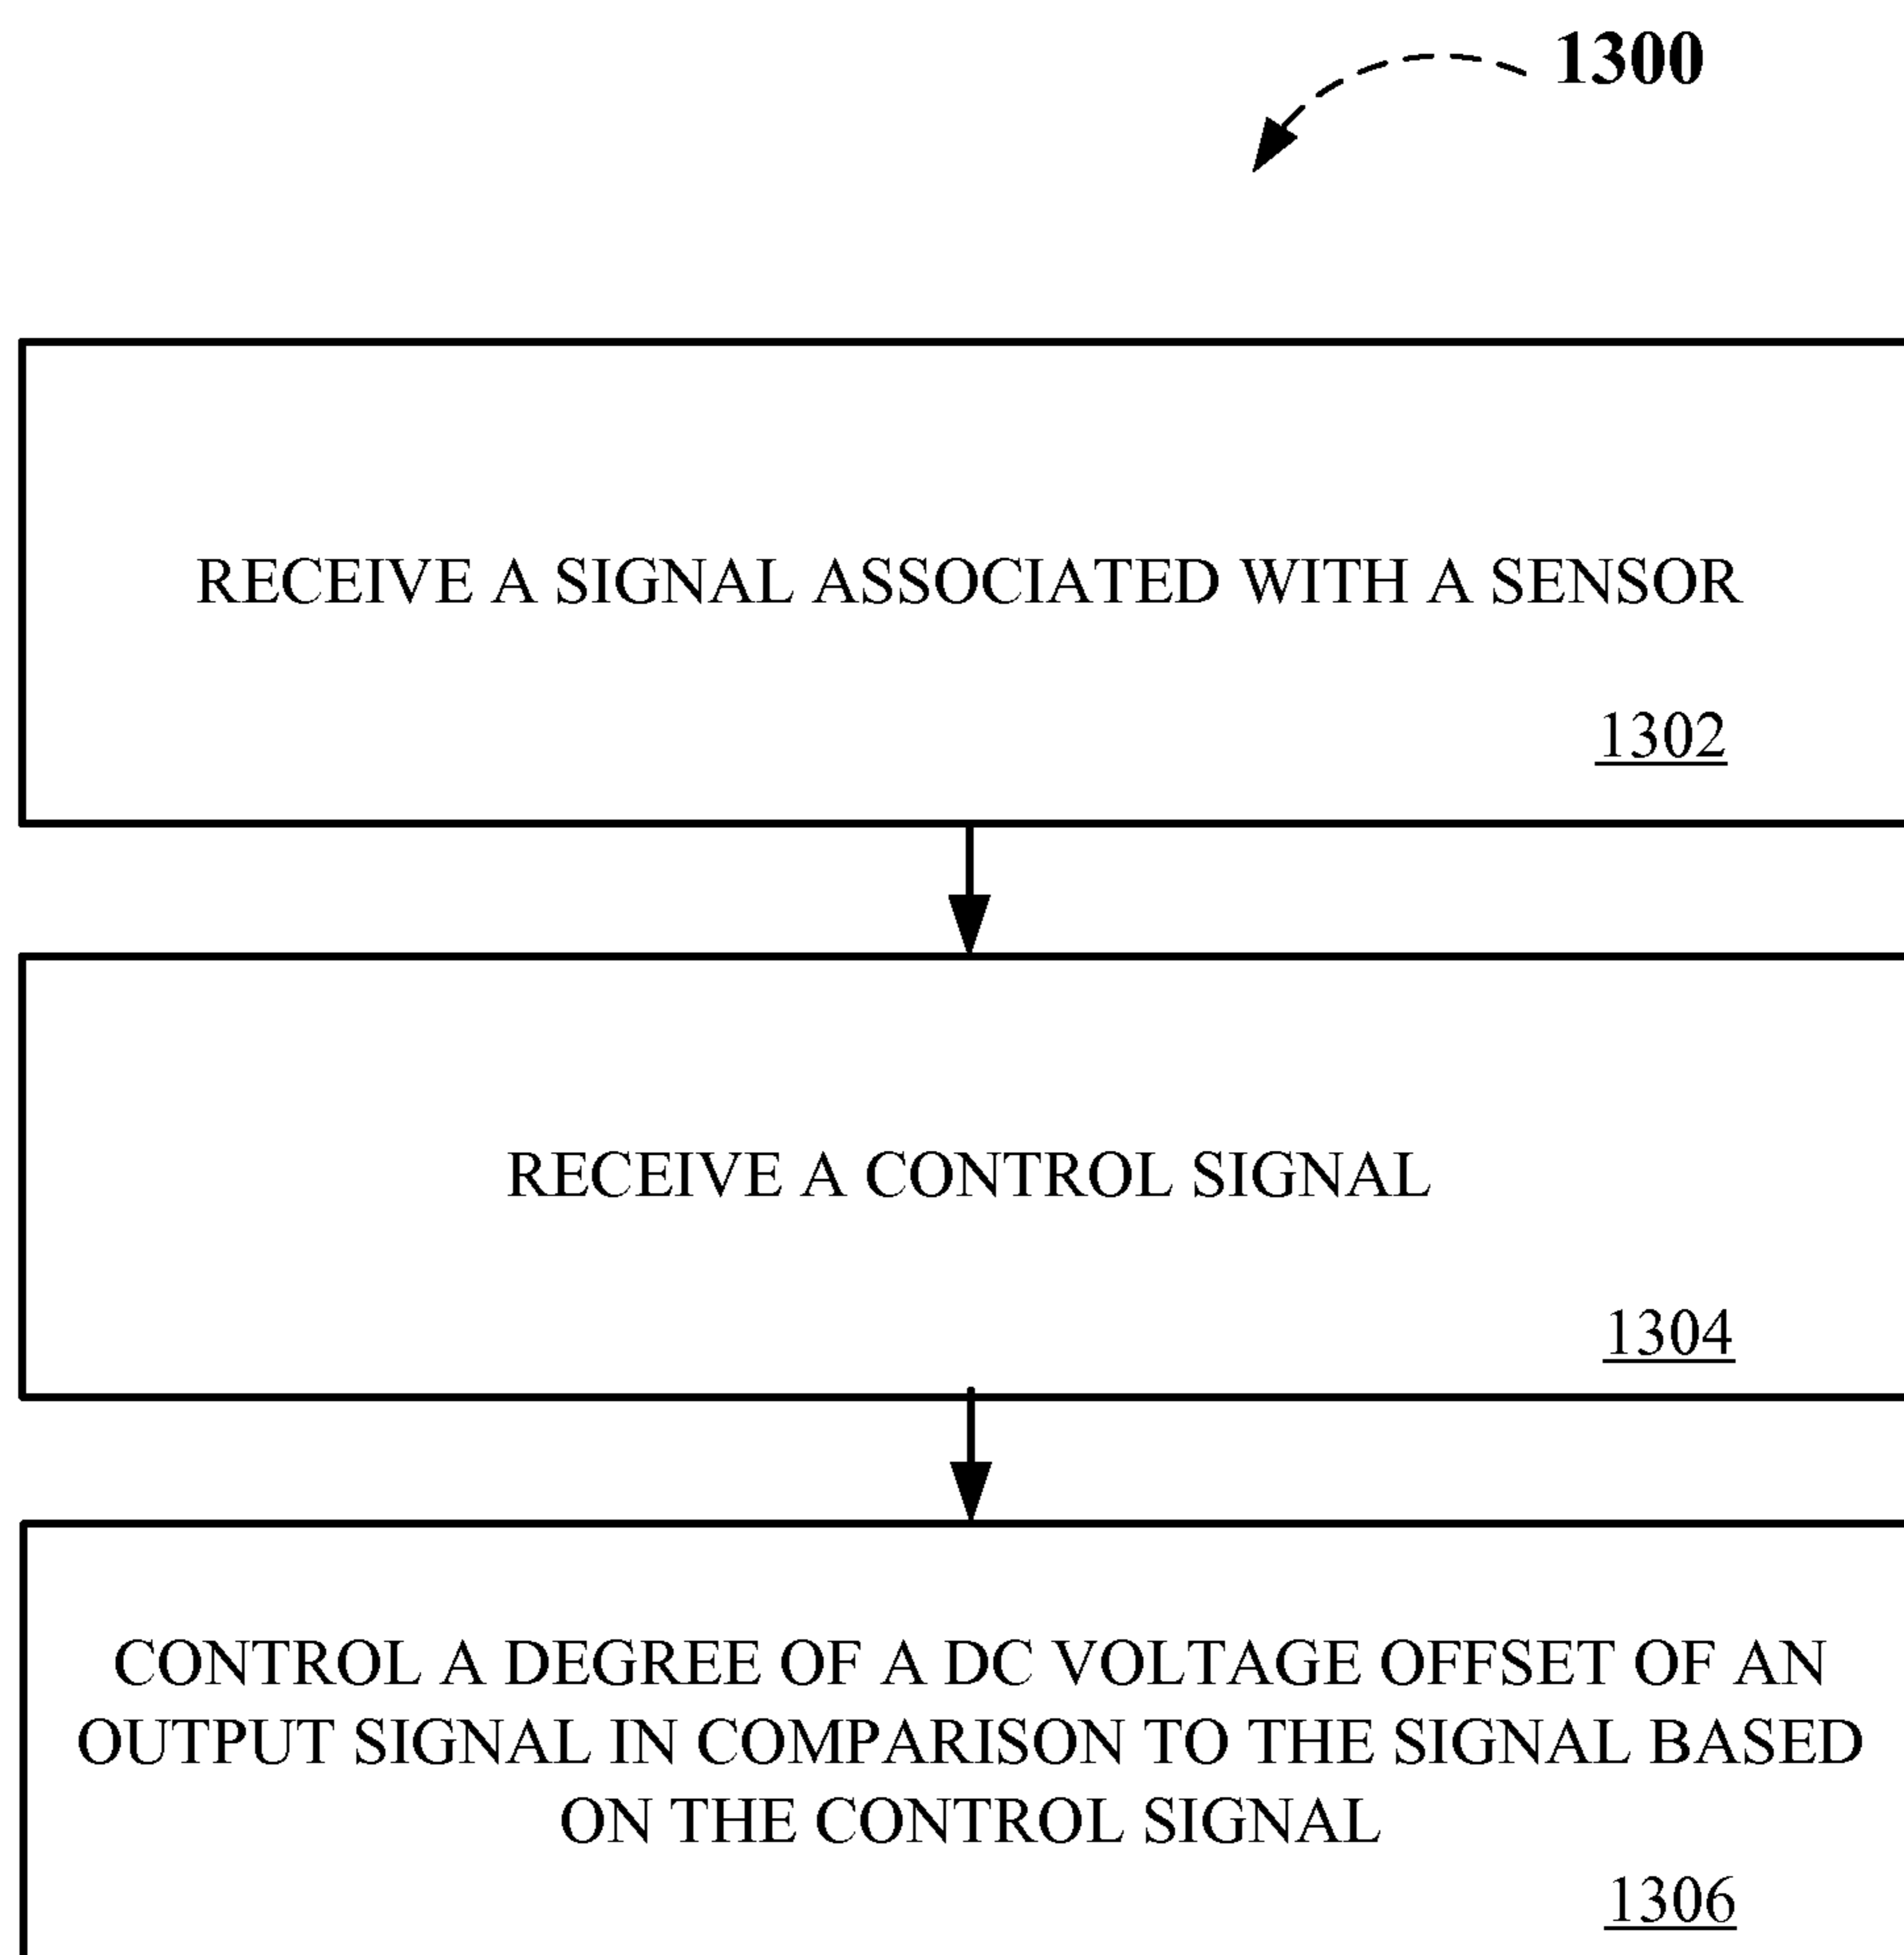 1300
RECEIVE A SIGNAL ASSOCIATED WITH A SENSOR
1302
RECEIVE A CONTROL SIGNAL
1304
CONTROL A DEGREE OF A DC VOLTAGE OFFSET OF AN
OUTPUT SIGNAL IN COMPARISON TO THE SIGNAL BASED
ON THE CONTROL SIGNAL
1306